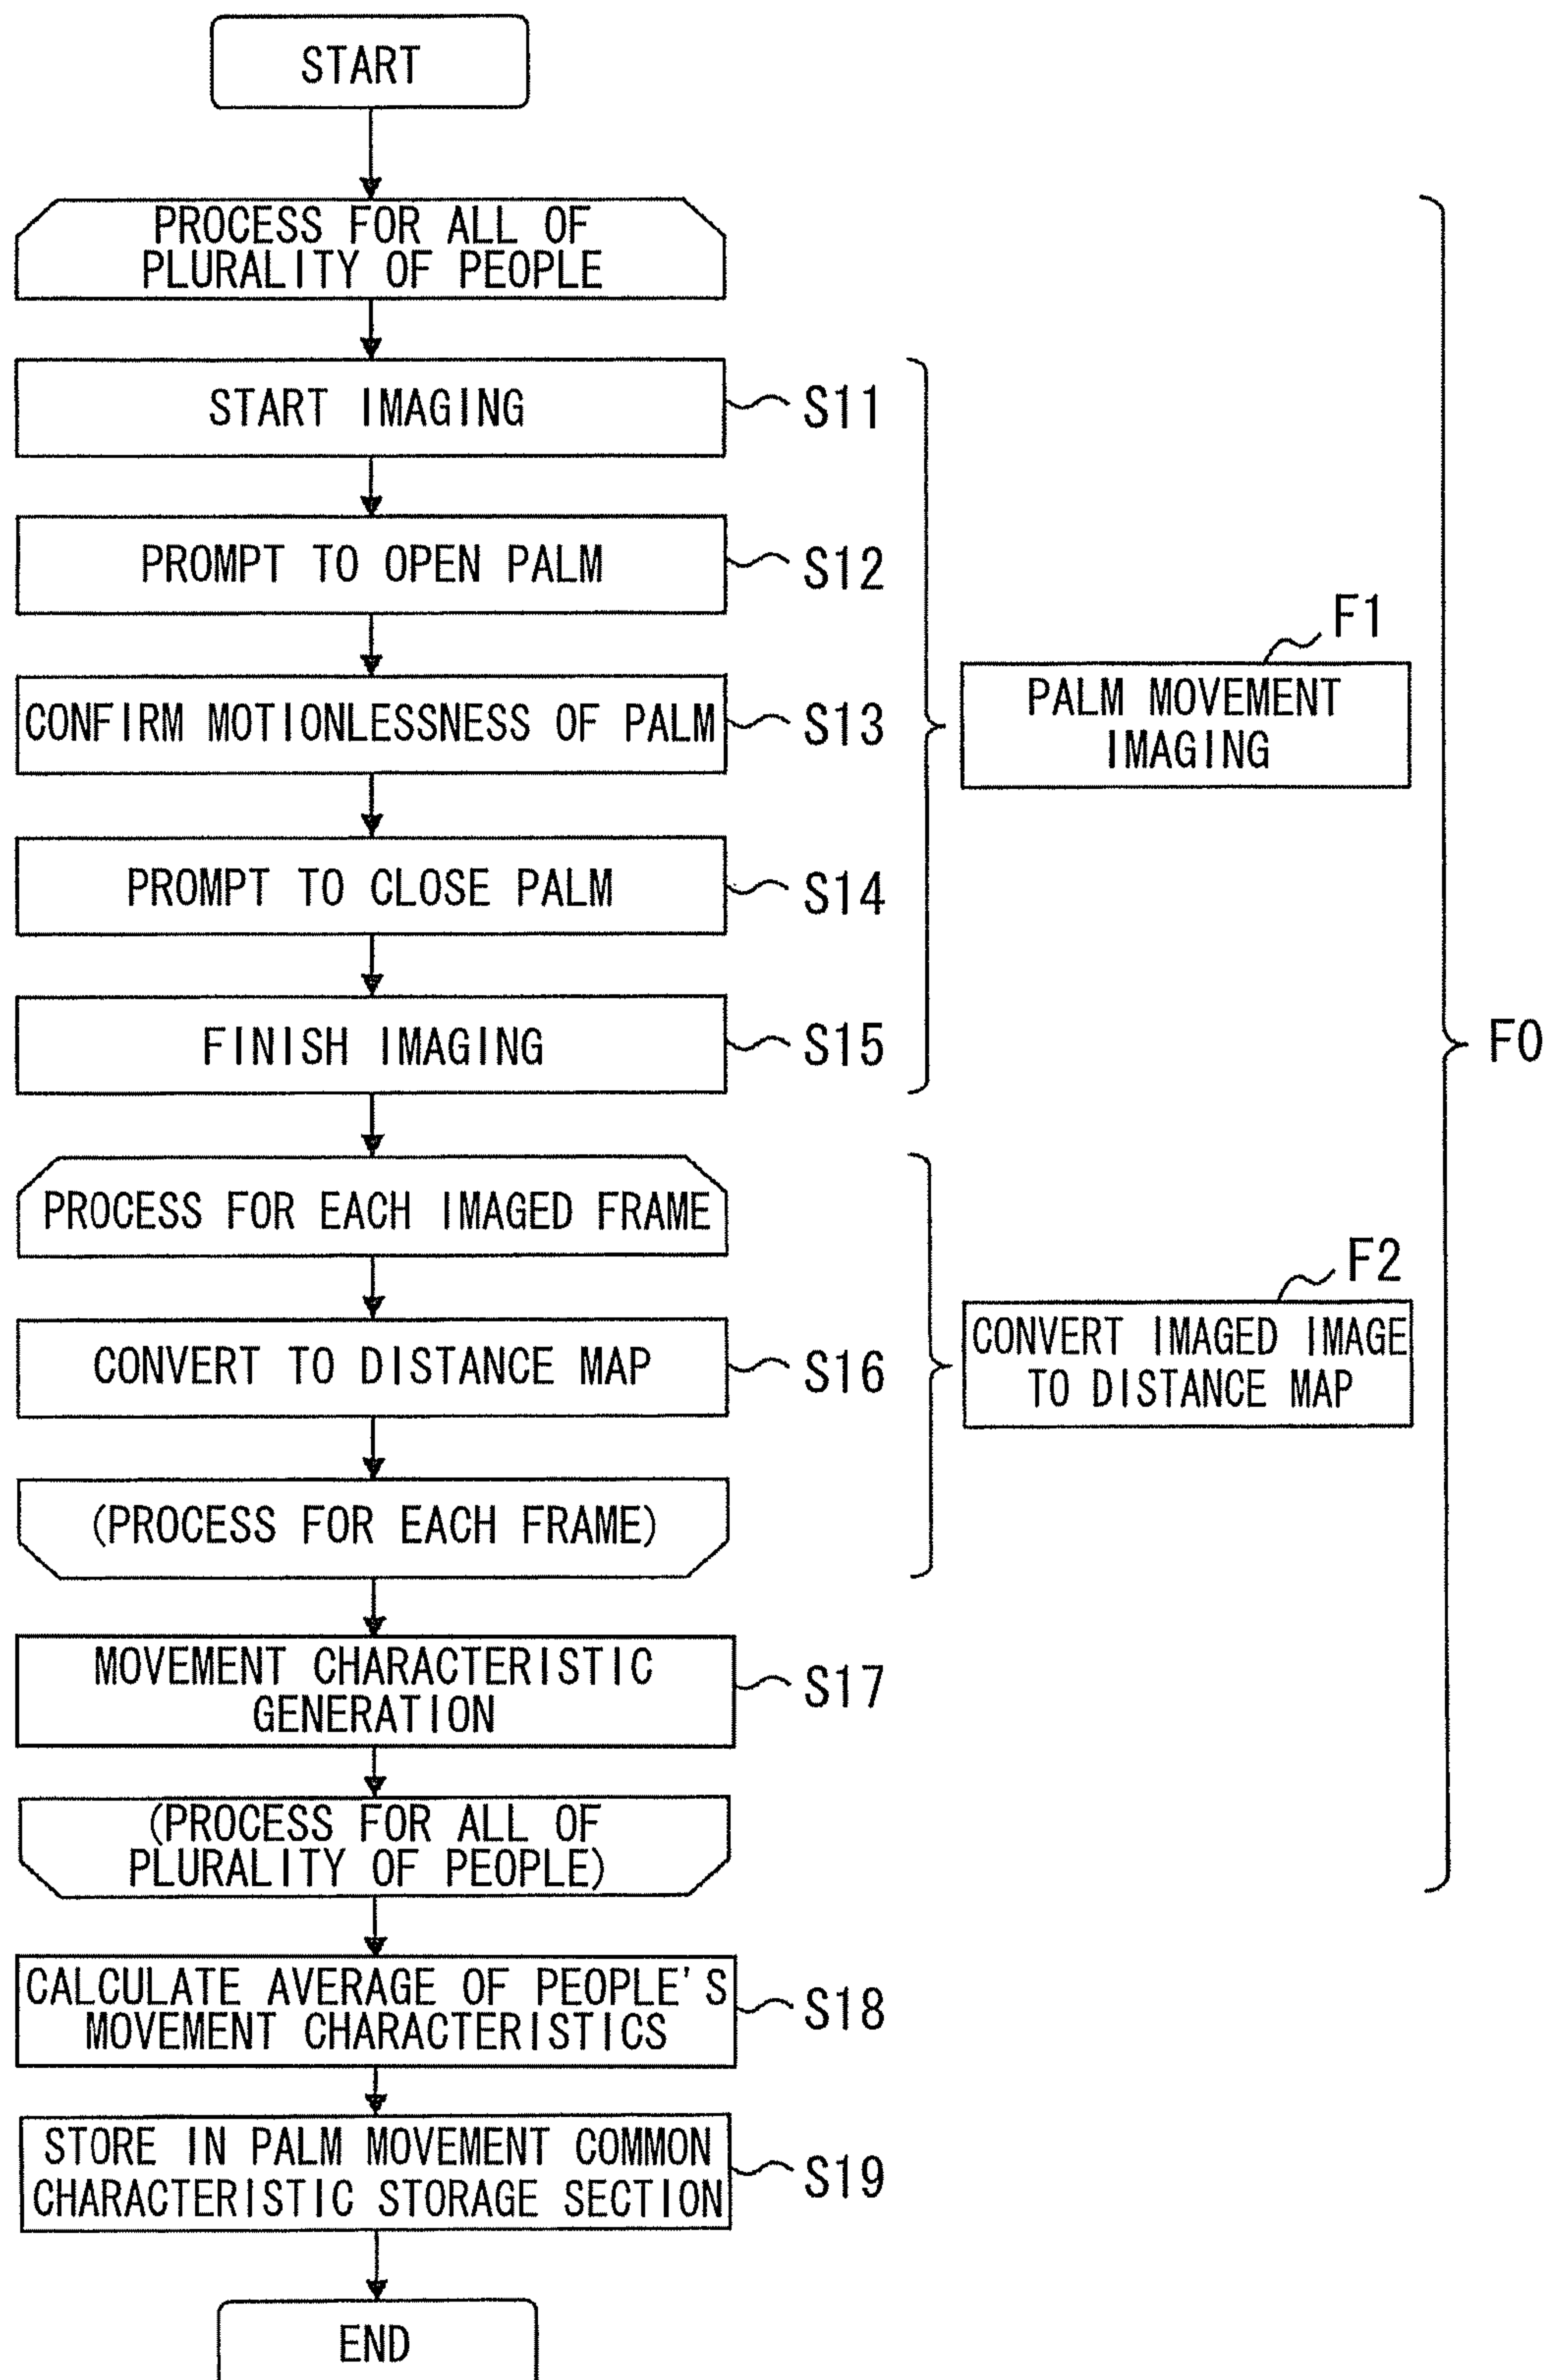 START
PROCESS FOR ALL OF
PLURALITY OF PEOPLE
START IMAGING
S11
PROMPT TO OPEN PALM
S12
F1
PALM MOVEMENT
IMAGING
CONFIRM MOTIONLESSNESS OF PALM
S13
PROMPT TO CLOSE PALM
S14
FINISH IMAGING
S15
F0
PROCESS FOR EACH IMAGED FRAME
F2
CONVERT IMAGED IMAGE
TO DISTANCE MAP
CONVERT TO DISTANCE MAP
S16
(PROCESS FOR EACH FRAME)
MOVEMENT CHARACTERISTIC
GENERATION
S17
(PROCESS FOR ALL OF
PLURALITY OF PEOPLE)
CALCULATE AVERAGE OF PEOPLE'S
MOVEMENT CHARACTERISTICS
S18
STORE IN PALM MOVEMENT COMMON
CHARACTERISTIC STORAGE SECTION
S19
END